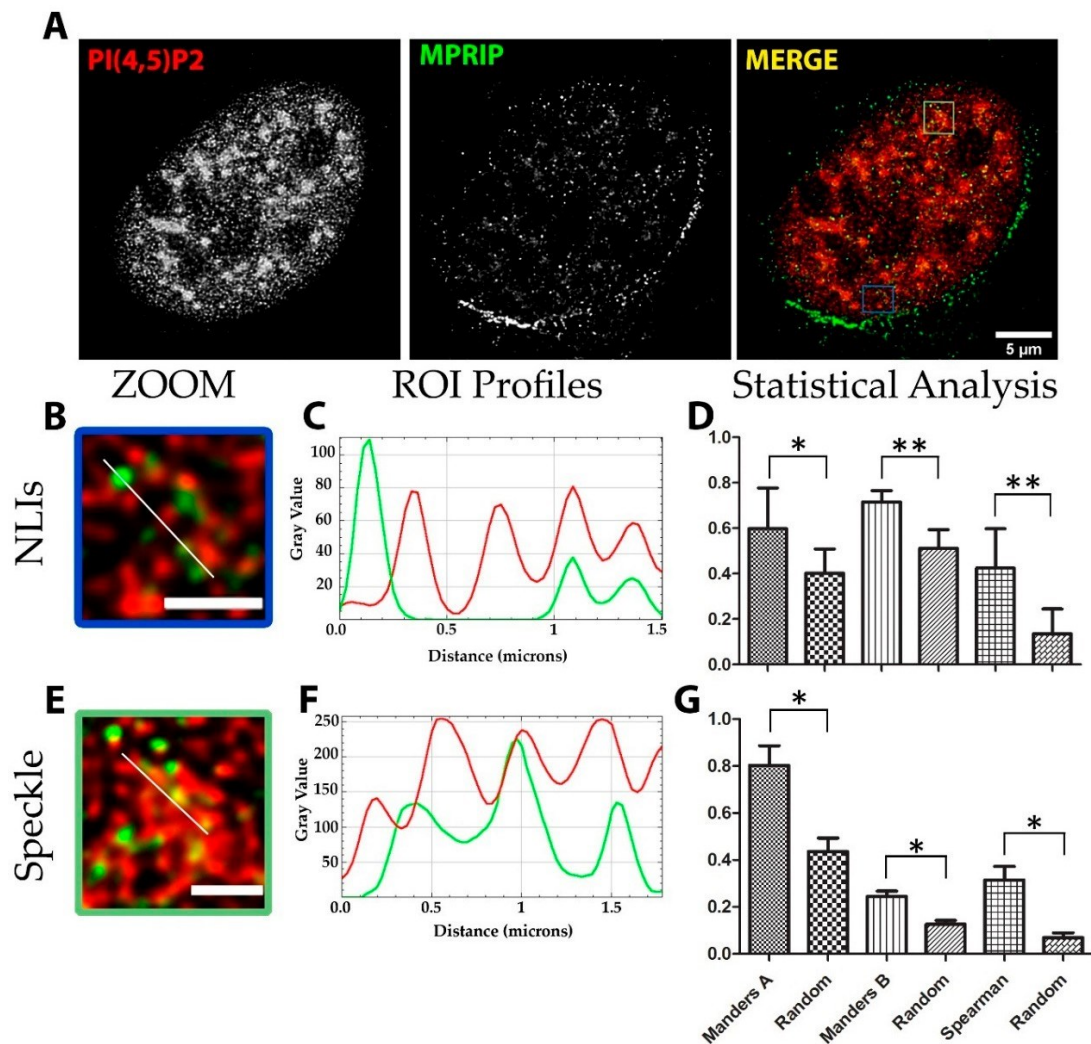 A
PI(4,5)P2
MPRIP
MERGE
5 µm
ZOOM
ROI Profiles
Statistical Analysis
B
C
D
NLIs
Gray Value
100
80
60
40
20
0.0
0.5
1
1.5
Distance (microns)
1.0
0.8
0.6
0.4
0.2
0.0
*
**
**
E
F
G
Speckle
Gray Value
250
200
150
100
50
0.0
0.5
1
1.5
Distance (microns)
1.0
0.8
0.6
0.4
0.2
0.0
*
*
*
Manders A
Random
Manders B
Random
Spearman
Random